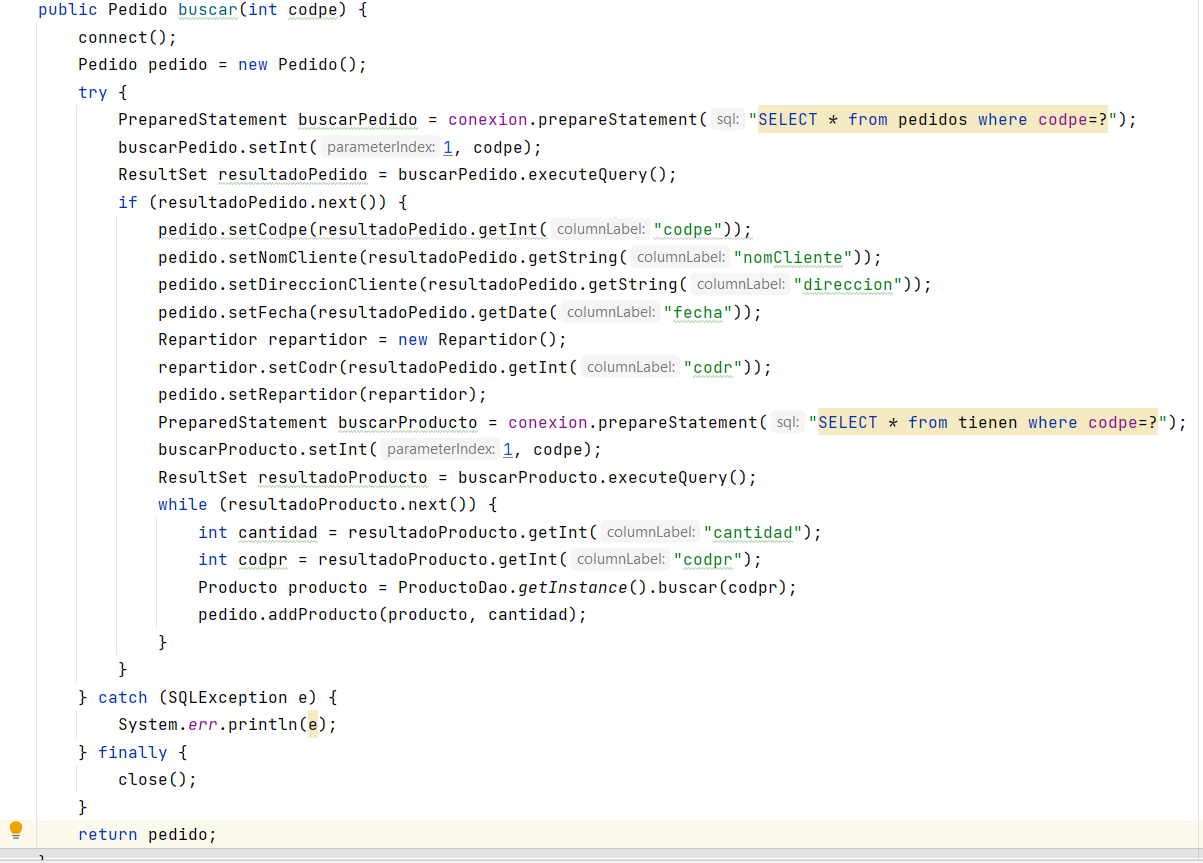 public Pedido buscar(int codpe) {
connect();
Pedido pedido = new Pedido();
try {
PreparedStatement buscarPedido = conexion.prepareStatement( sql: "SELECT * from pedidos where codpe=?");
buscarPedido.setInt( parameterIndex: 1, codpe);
ResultSet resultadoPedido = buscarPedido.executeQuery();
if (resultadoPedido.next()) {
pedido.setCodpe(resultadoPedido.getInt( columnLabel: "codpe"));
pedido.setNomCliente(resultadoPedido.getString( columnLabel: "nomCliente"));
pedido.setDireccionCliente(resultadoPedido.getString( columnLabel: "direccion"));
pedido.setFecha(resultadoPedido.getDate( columnLabel: "fecha"));
Repartidor repartidor = new Repartidor();
repartidor.setCodr(resultadoPedido.getInt( columnLabel: "codr"));
pedido.setRepartidor(repartidor);
PreparedStatement buscarProducto = conexion.prepareStatement( sql: "SELECT * from tienen where codpe=?");
buscarProducto.setInt( parameterIndex: 1, codpe);
ResultSet resultadoProducto = buscarProducto.executeQuery();
while (resultadoProducto.next()) {
int cantidad = resultadoProducto.getInt( columnLabel: "cantidad");
int codpr = resultadoProducto.getInt( columnLabel: "codpr");
Producto producto = ProductoDao.getInstance().buscar(codpr);
pedido.addProducto(producto, cantidad);
}
}
} catch (SQLException e) {
System.err.println(e);
} finally {
close();
}
return pedido;
}